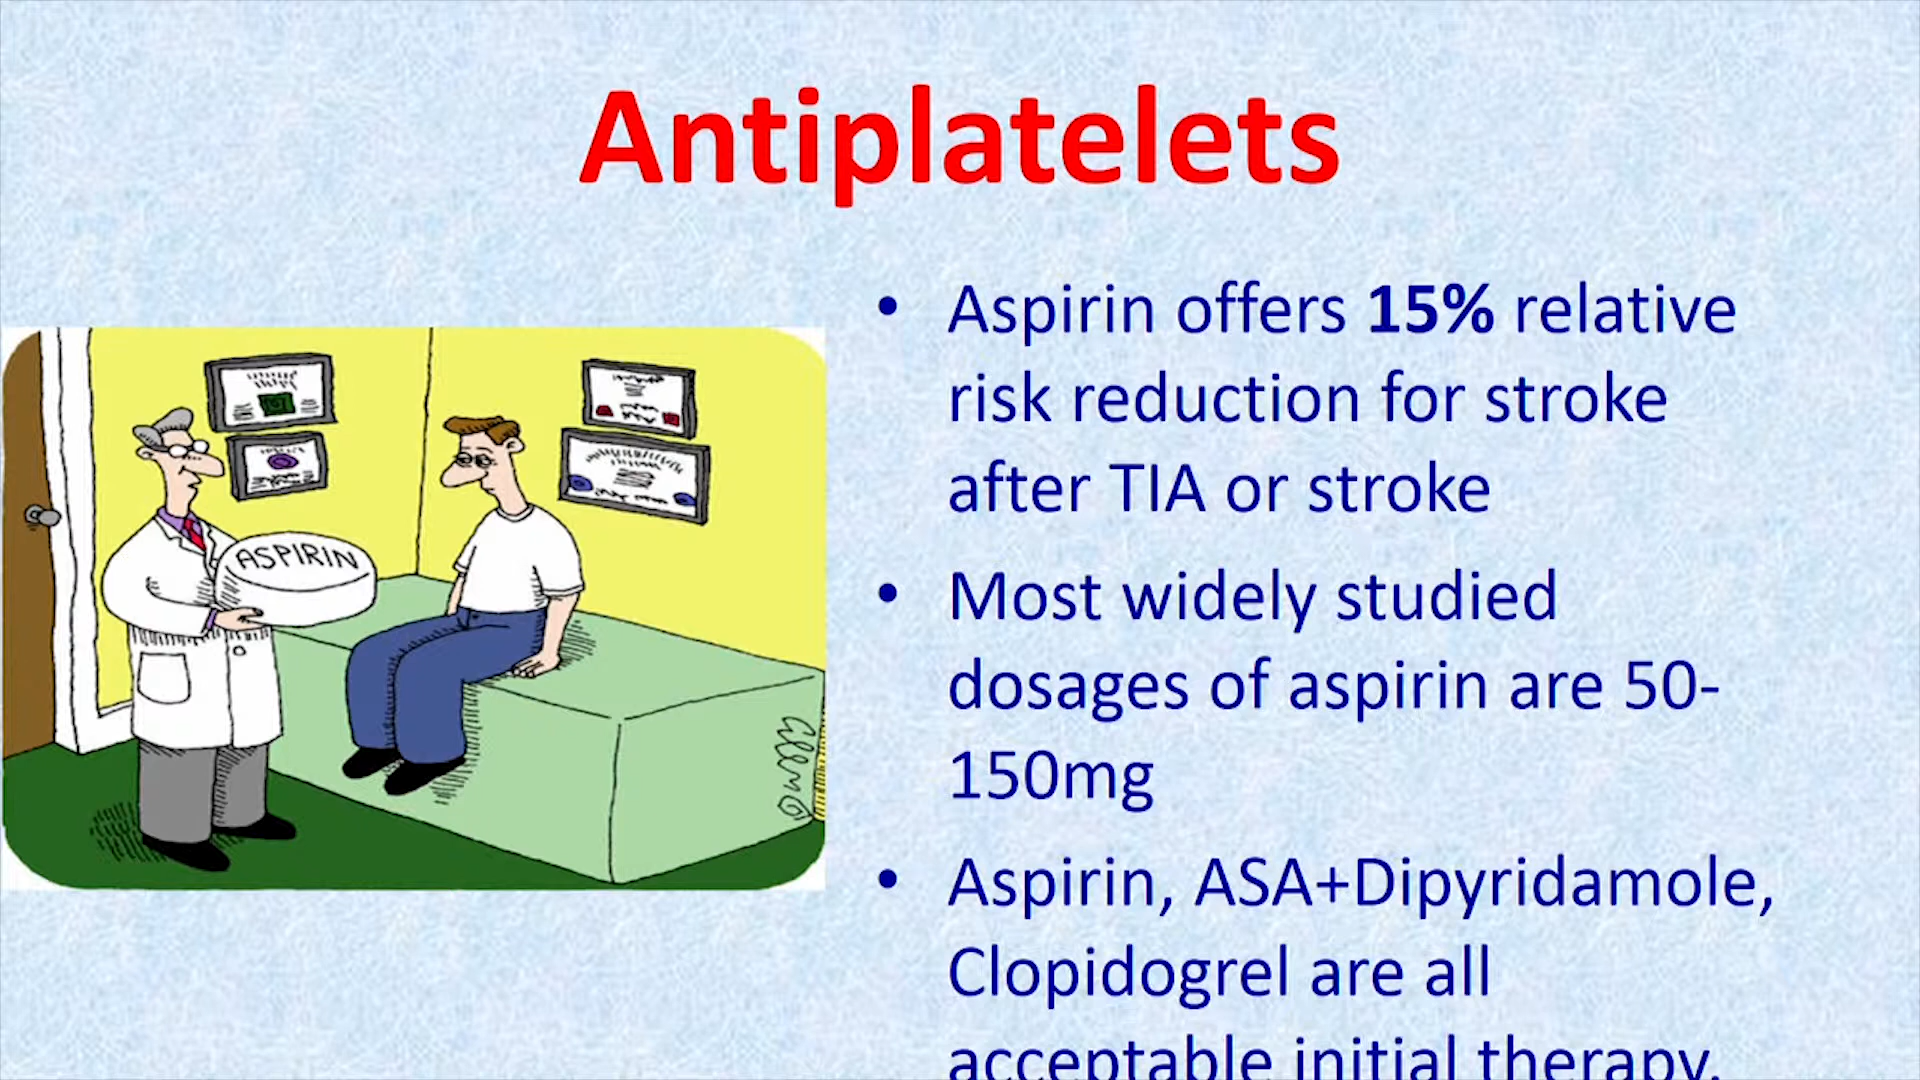 Antiplatelets
ASPIRIN
• Aspirin offers 15% relative
risk reduction for stroke
after TIA or stroke
• Most widely studied
dosages of aspirin are 50-
150mg
• Aspirin, ASA+Dipyridamole,
Clopidogrel are all
acceptable initial therapy.